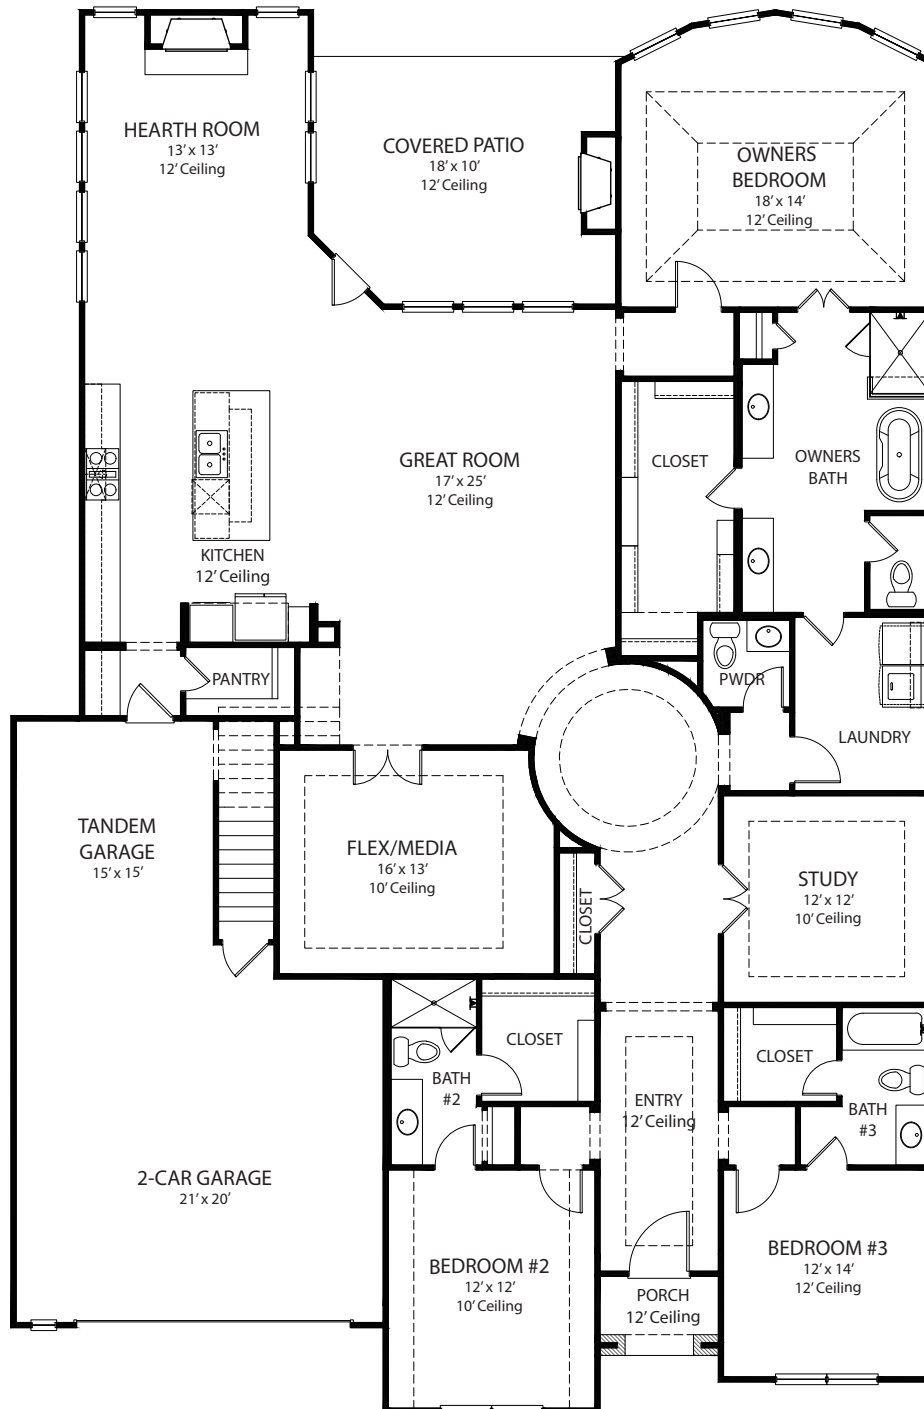 HEARTH ROOM
13' x 13'
12' Ceiling
COVERED PATIO
18' x 10'
12' Ceiling
OWNERS
BEDROOM
18' x 14'
12' Ceiling
GREAT ROOM
17' x 25'
12' Ceiling
CLOSET
OWNERS
BATH
KITCHEN
12' Ceiling
PANTRY
PWDR
LAUNDRY
TANDEM
GARAGE
15' x 15'
FLEX/MEDIA
16' x 13'
10' Ceiling
CLOSET
STUDY
12' x 12'
10' Ceiling
CLOSET
BATH
#2
ENTRY
12' Ceiling
CLOSET
BATH
#3
2-CAR GARAGE
21' x 20'
BEDROOM #2
12' x 12'
10' Ceiling
PORCH
12' Ceiling
BEDROOM #3
12' x 14'
12' Ceiling